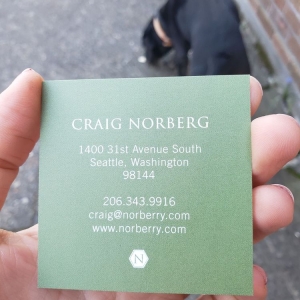 CRAIG NORBERG
1400 31st Avenue South
Seattle, Washington
98144
206.343.9916
craig@norberry.com
www.norberry.com
N